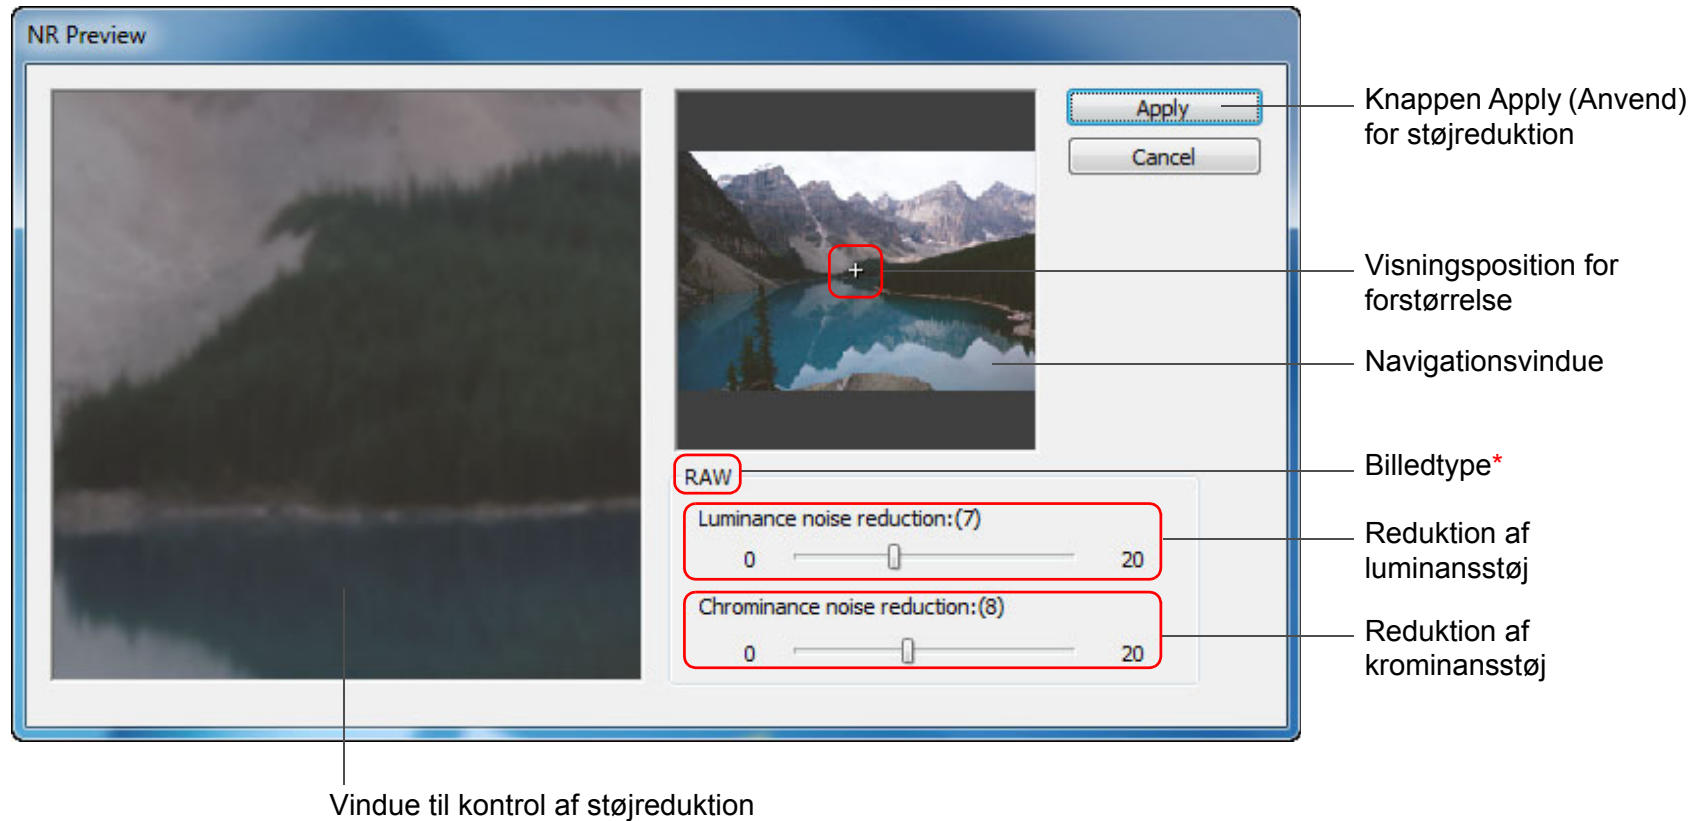 NR Preview
Apply
Cancel
Knappen Apply (Anvend)
for støjreduktion
Visningsposition for
forstørrelse
Navigationsvindue
RAW
Billedtype*
Luminance noise reduction:(7)
0 20
Reduktion af
luminansstøj
Chrominance noise reduction:(8)
0 20
Reduktion af
krominansstøj
Vindue til kontrol af støjreduktion